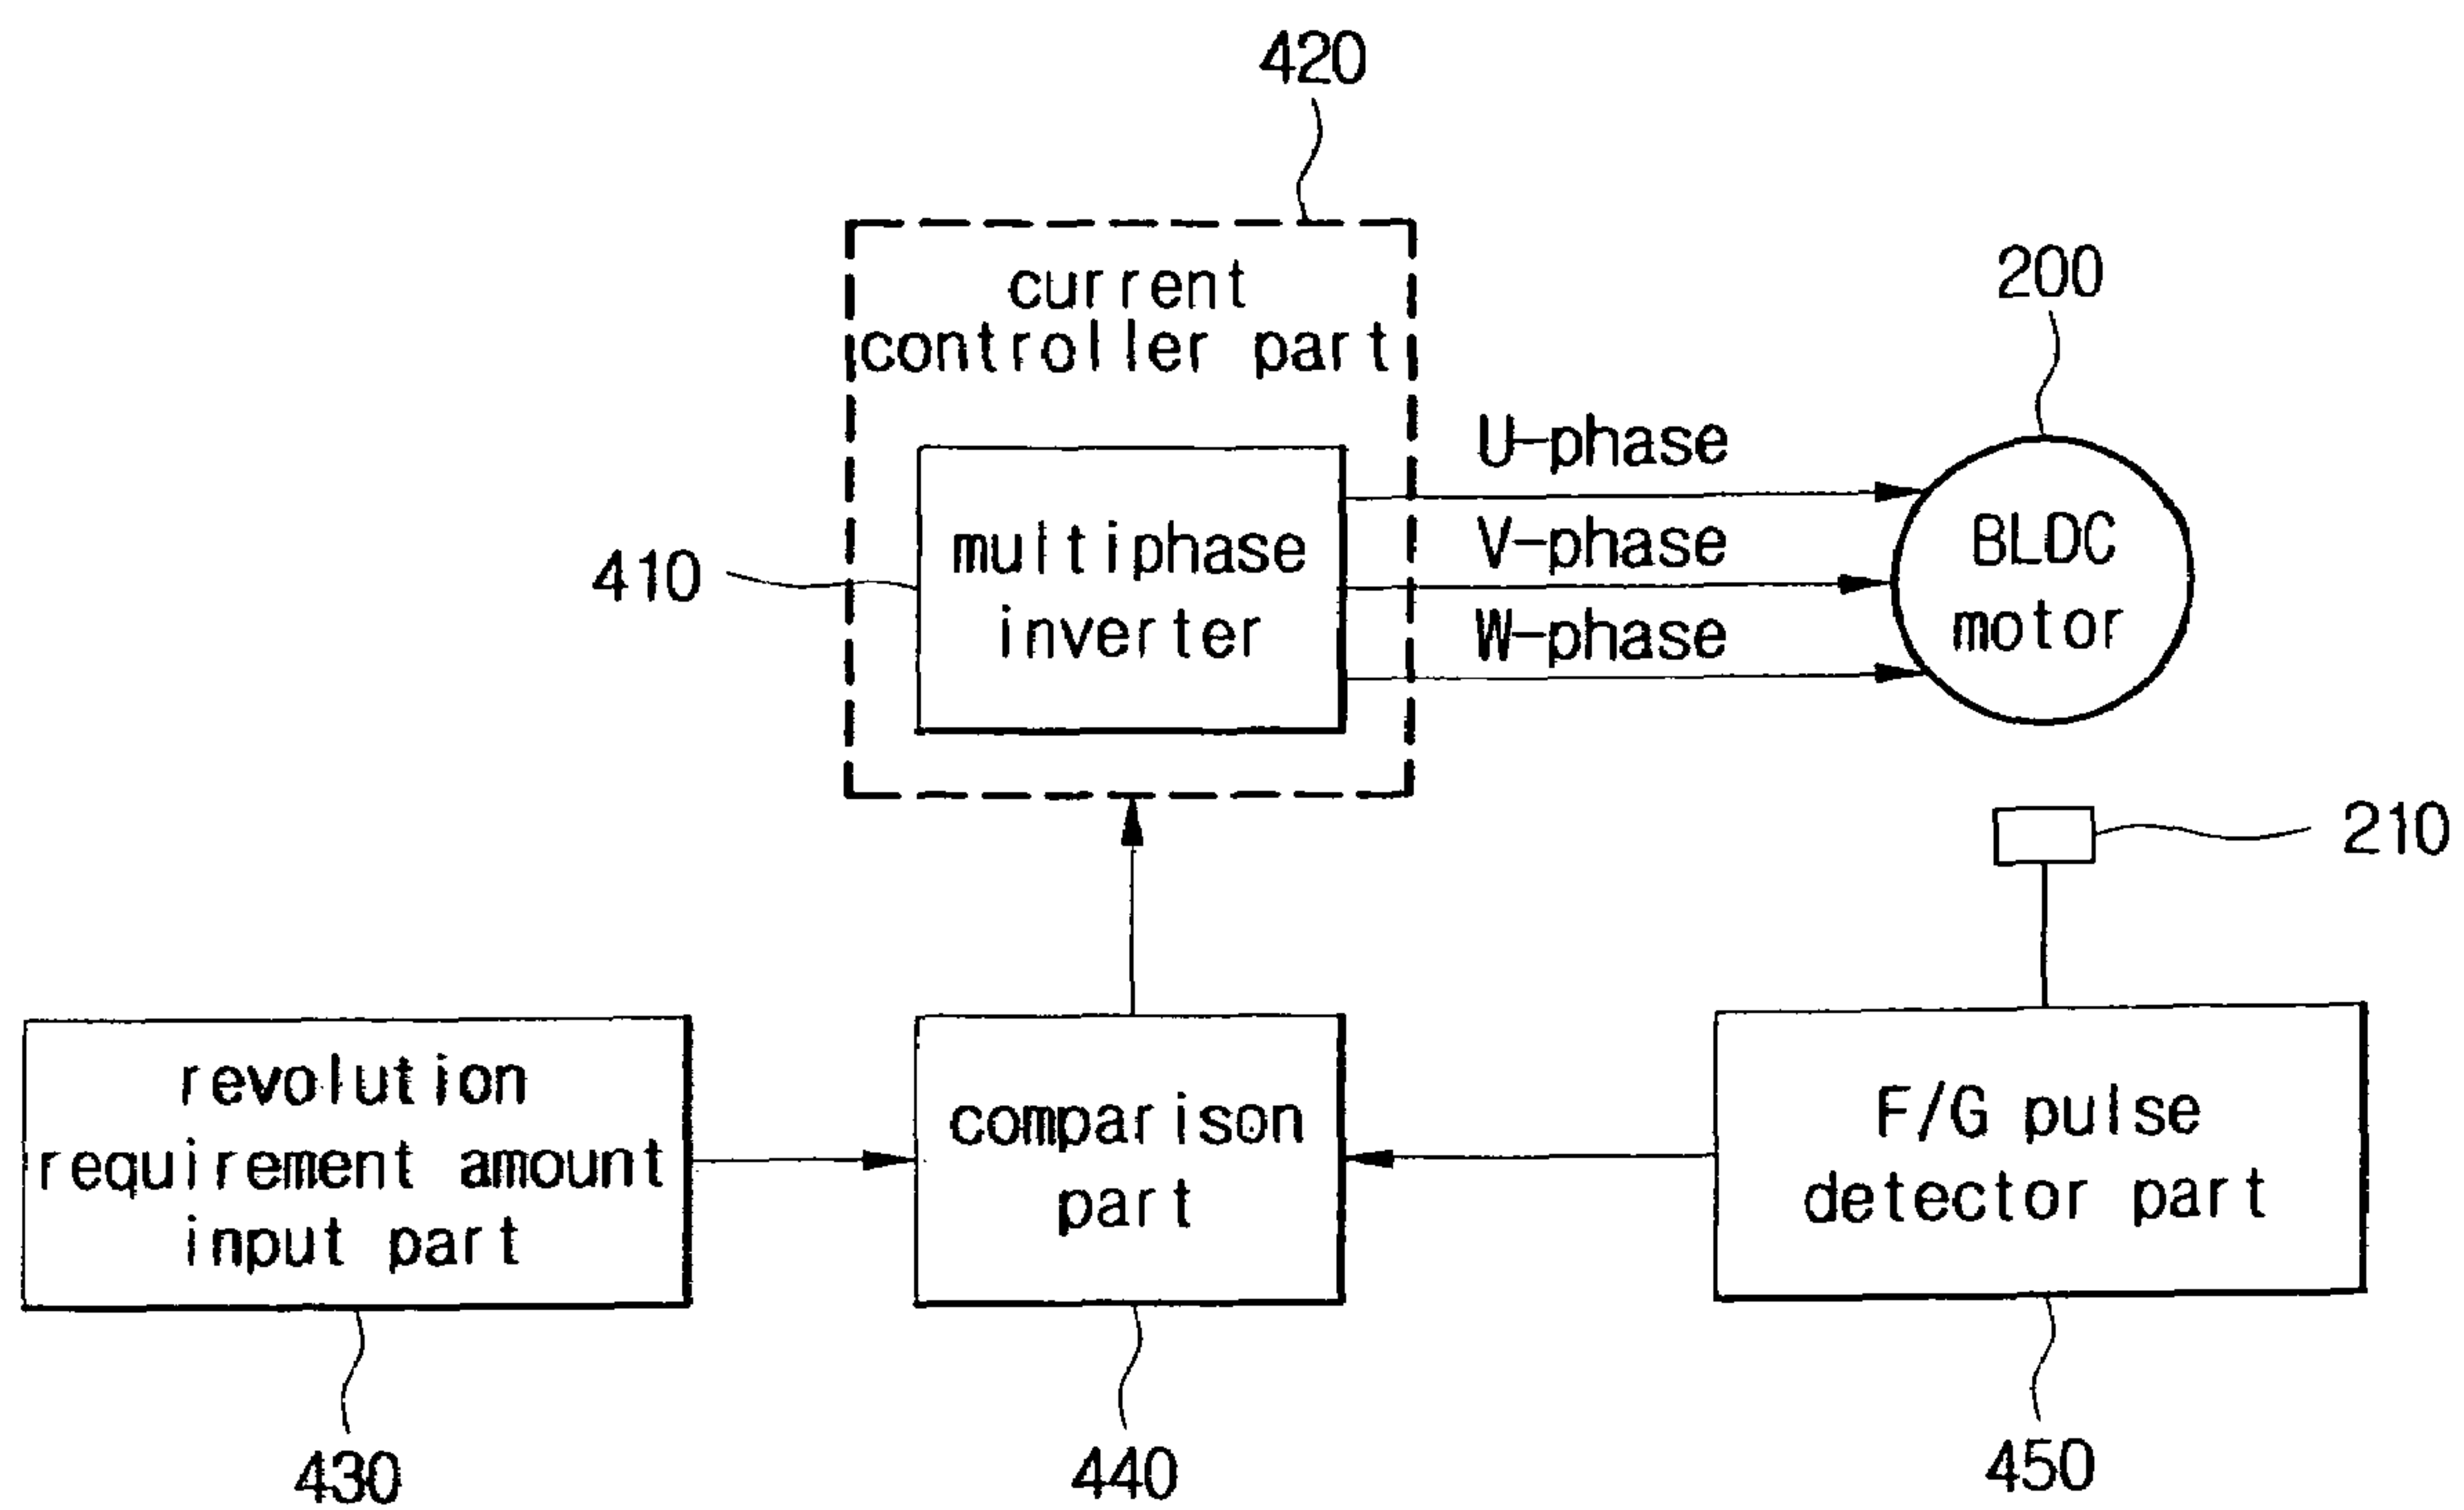 420
current
controller part
200
U-phase
multiphase
inverter
V-phase
BLDC
motor
410
W-phase
210
revolution
requirement amount
input part
comparison
part
F/G pulse
detector part
430
440
450